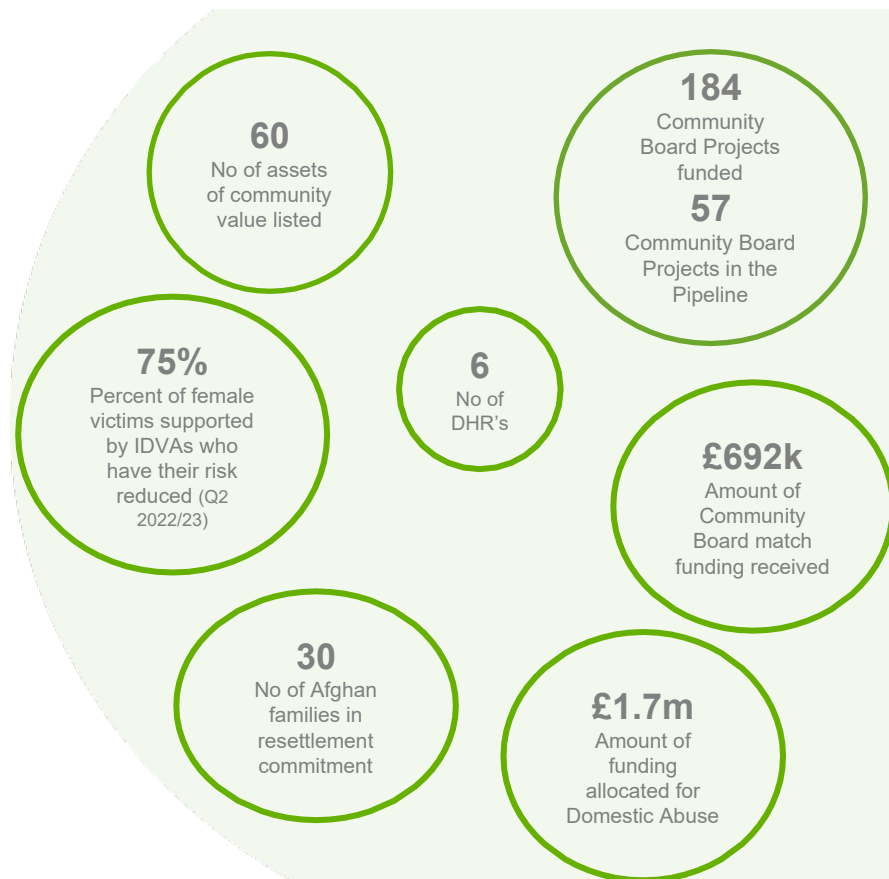 60
No of assets
of community
value listed
184
Community
Board Projects
funded
57
Community Board
Projects in the
Pipeline
75%
Percent of female
victims supported
by IDVAs who
have their risk
reduced (Q2
2022/23)
6
No of
DHR’s
£692k
Amount of
Community
Board match
funding received
30
No of Afghan
families in
resettlement
commitment
£1.7m
Amount of
funding
allocated for
Domestic Abuse